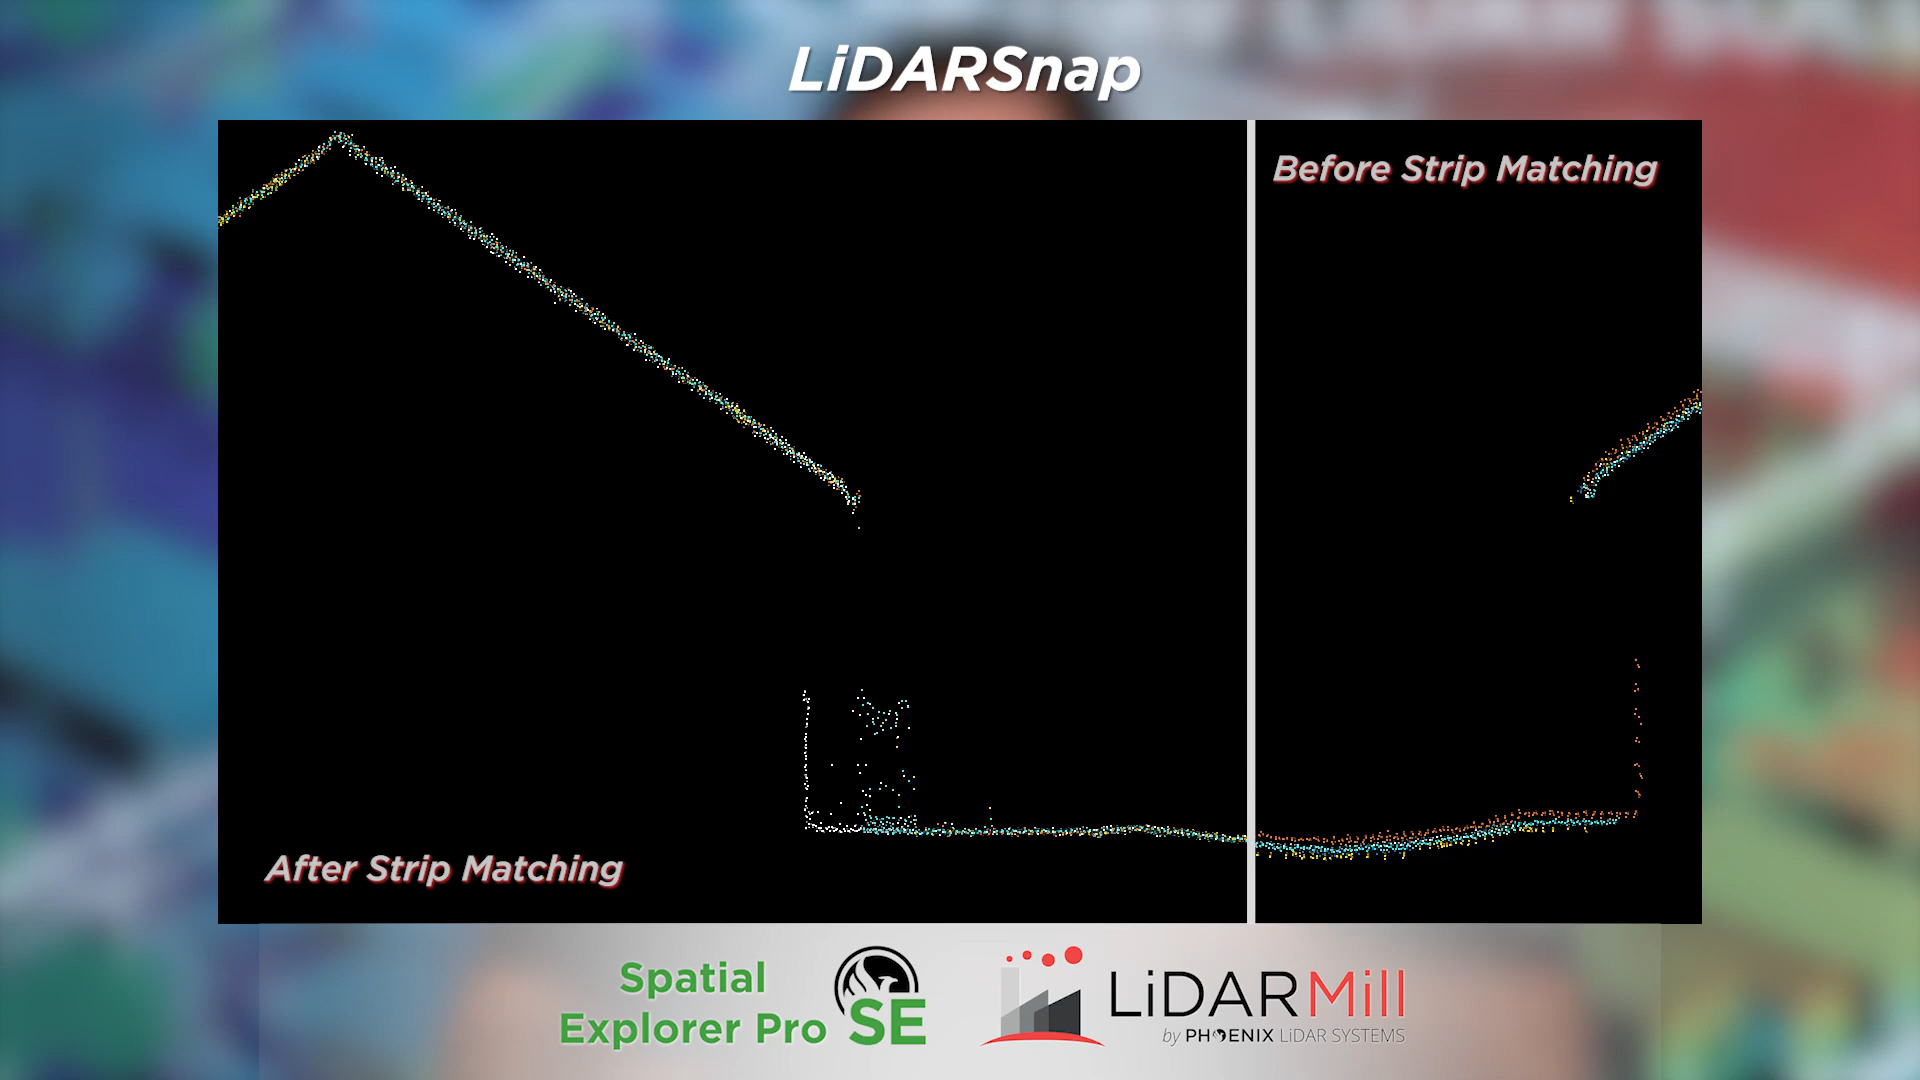 LiDARSnap
Before Strip Matching
After Strip Matching
Spatial
Explorer Pro
SE
LiDARMill
by PHOENIX LiDAR SYSTEMS